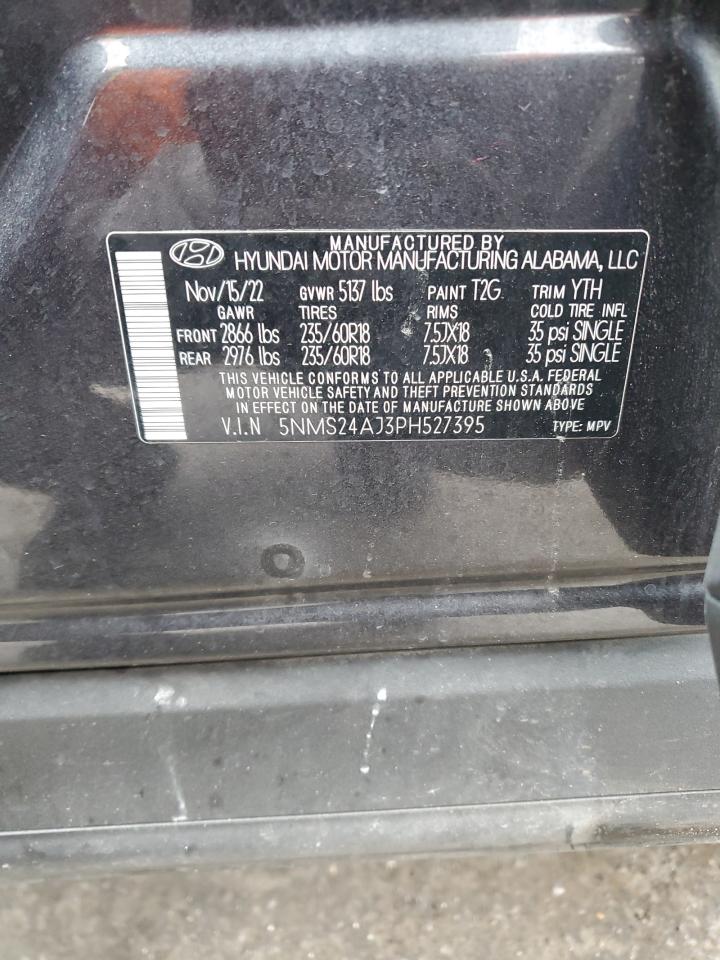 MANUFACTURED BY
HYUNDAI MOTOR MANUFACTURING ALABAMA, LLC
Nov/15/22 GVWR 5137 lbs PAINT T2G TRIM YTH
GAWR TIRES RIMS COLD TIRE INFL
FRONT 2866 lbs 235/60R18 7.5JX18 35 psi SINGLE
REAR 2976 lbs 235/60R18 7.5JX18 35 psi SINGLE
THIS VEHICLE CONFORMS TO ALL APPLICABLE U.S.A. FEDERAL
MOTOR VEHICLE SAFETY AND THEFT PREVENTION STANDARDS
IN EFFECT ON THE DATE OF MANUFACTURE SHOWN ABOVE
V.I.N 5NMS24AJ3PH527395 TYPE: MPV